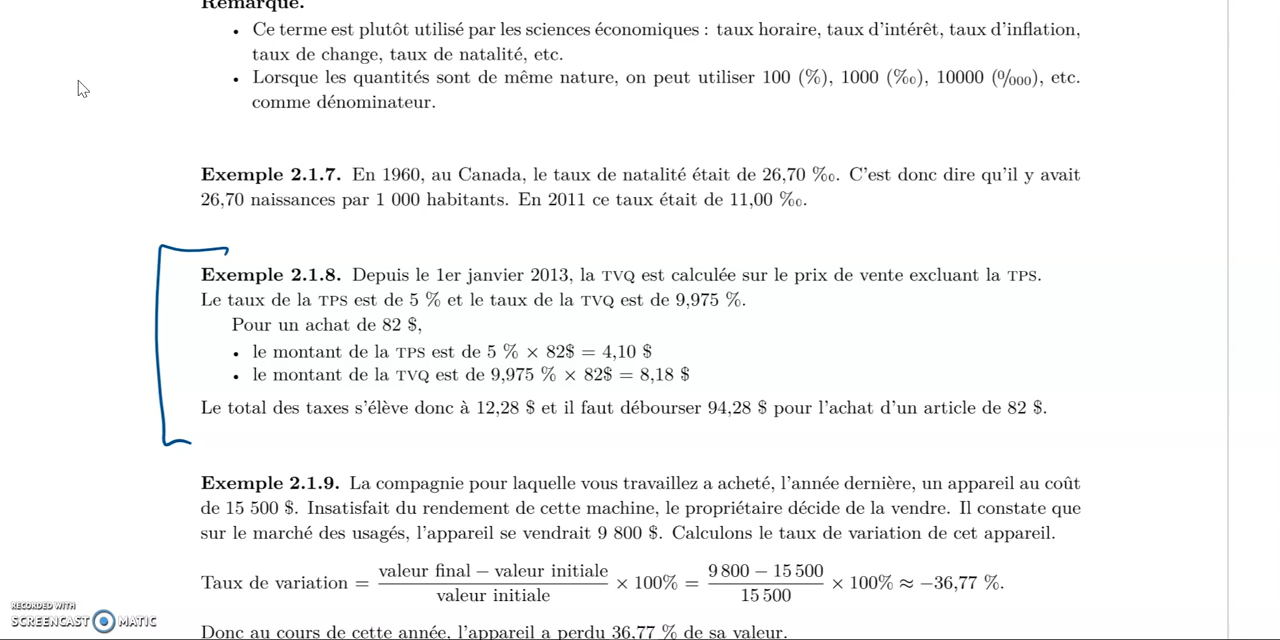 Remarque.
• Ce terme est plutôt utilisé par les sciences économiques : taux horaire, taux d'intérêt, taux d'inflation,
taux de change, taux de natalité, etc.
• Lorsque les quantités sont de même nature, on peut utiliser 100 (%), 1000 (‰), 10000 (%ooo), etc.
comme dénominateur.
Exemple 2.1.7. En 1960, au Canada, le taux de natalité était de 26,70 ‰. C'est donc dire qu'il y avait
26,70 naissances par 1 000 habitants. En 2011 ce taux était de 11,00 ‰.
Exemple 2.1.8. Depuis le 1er janvier 2013, la TVQ est calculée sur le prix de vente excluant la TPS.
Le taux de la TPS est de 5 % et le taux de la TVQ est de 9,975 %.
Pour un achat de 82 $,
• le montant de la TPS est de 5 % × 82$ = 4,10 $
• le montant de la TVQ est de 9,975 % × 82$ = 8,18 $
Le total des taxes s'élève donc à 12,28 $ et il faut débourser 94,28 $ pour l'achat d'un article de 82 $.
Exemple 2.1.9. La compagnie pour laquelle vous travaillez a acheté, l'année dernière, un appareil au coût
de 15 500 $. Insatisfait du rendement de cette machine, le propriétaire décide de la vendre. Il constate que
sur le marché des usagés, l'appareil se vendrait 9 800 $. Calculons le taux de variation de cet appareil.
Taux de variation = (valeur final − valeur initiale) / (valeur initiale) × 100% = (9 800 − 15 500) / (15 500) × 100% ≈ −36,77 %.
Donc au cours de cette année, l'appareil a perdu 36,77 % de sa valeur.
RECORDED WITH
SCREENCAST MATIC